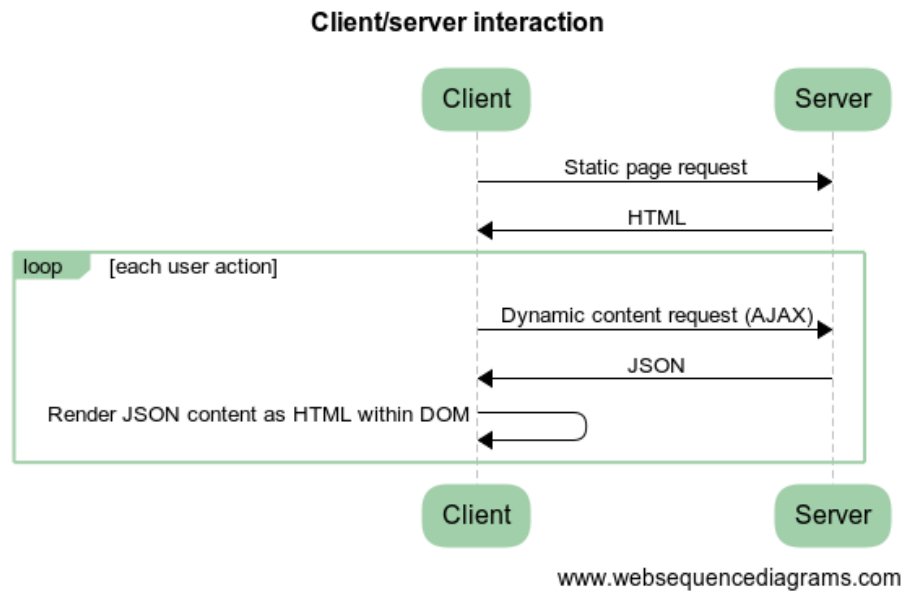 Client/server interaction
Client
Server
Static page request
HTML
loop
[each user action]
Dynamic content request (AJAX)
JSON
Render JSON content as HTML within DOM
Client
Server
www.websequencediagrams.com